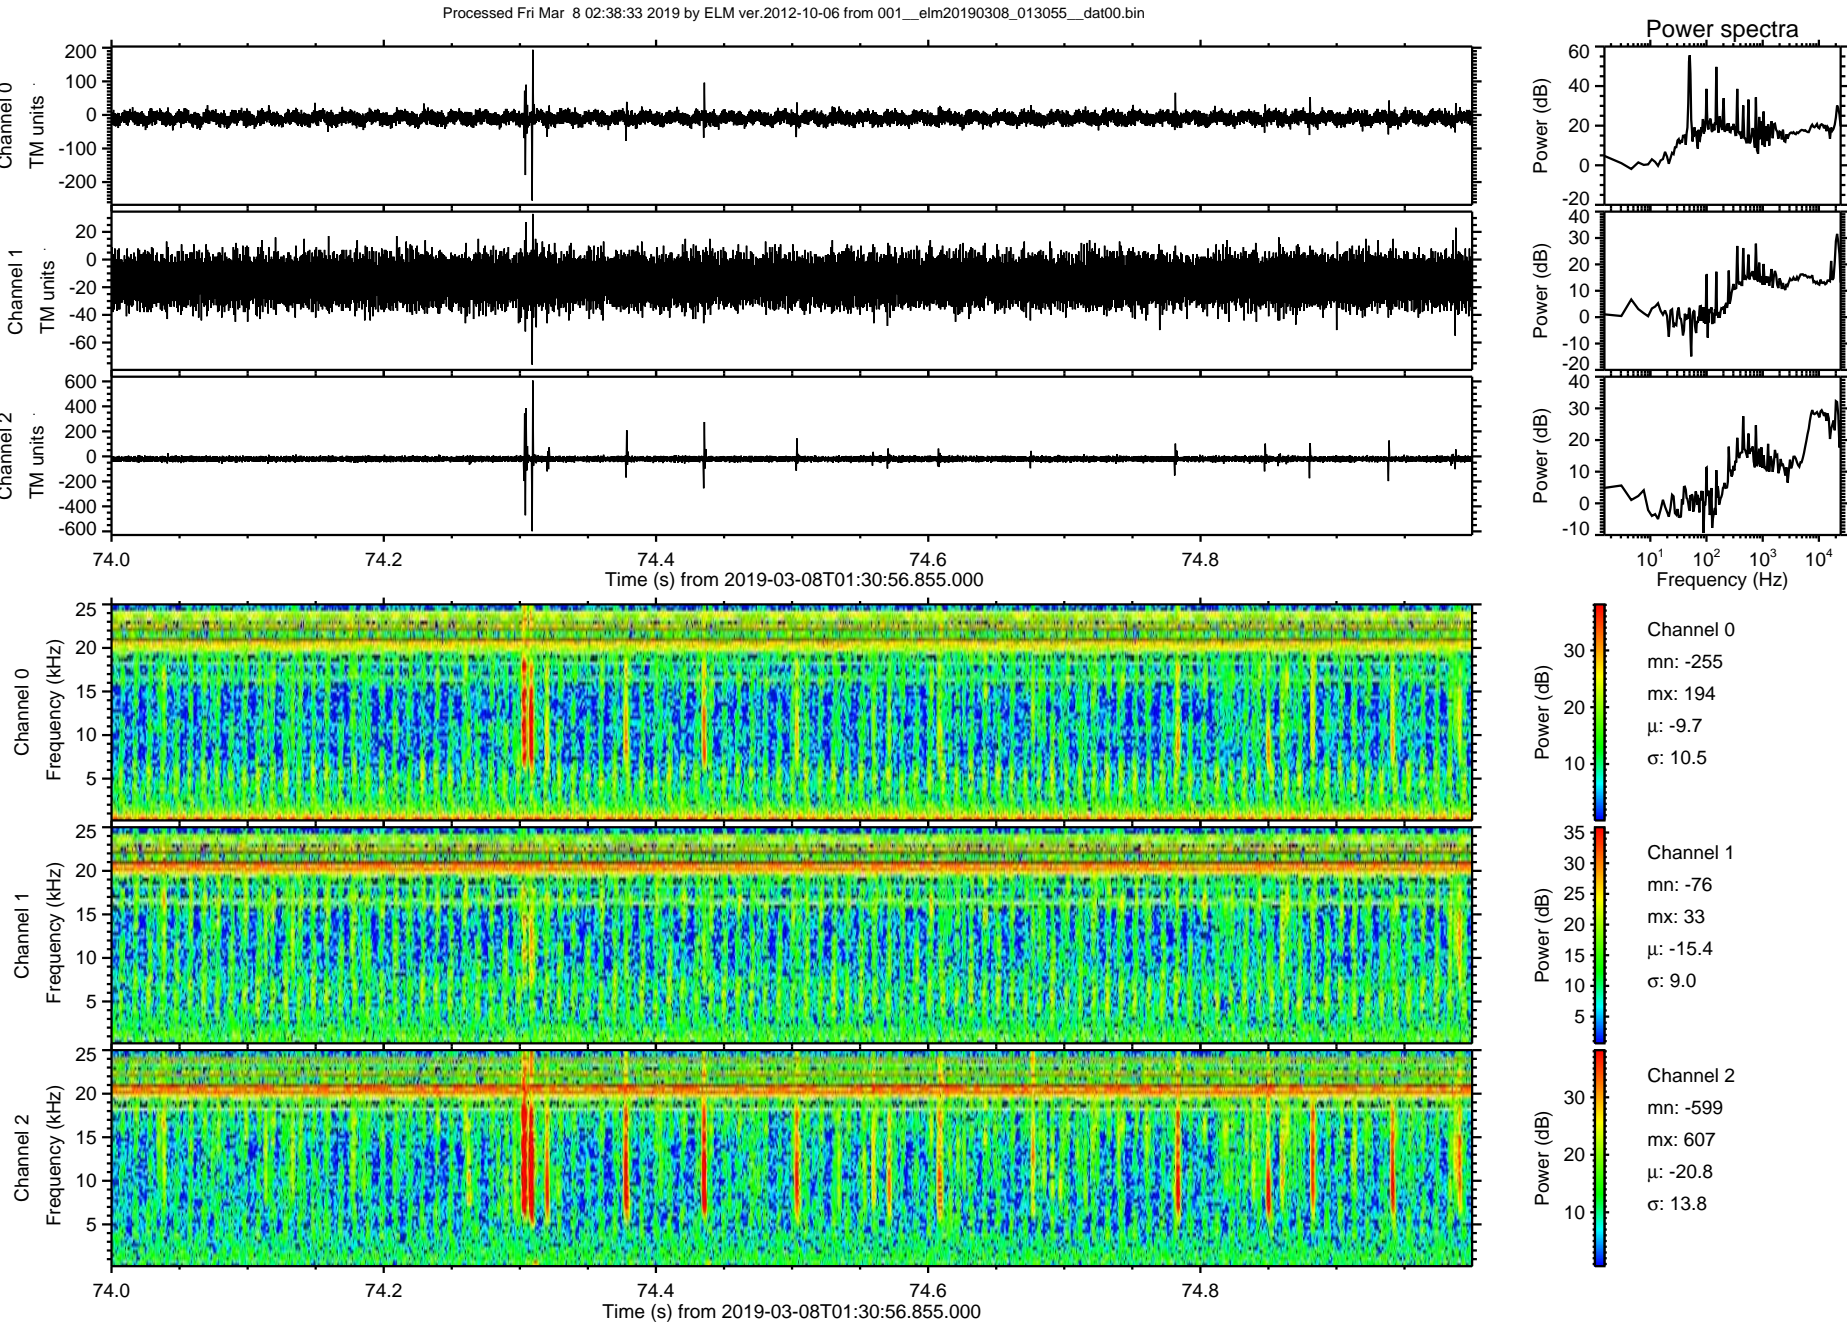 Processed Fri Mar 8 02:38:33 2019 by ELM ver.2012-10-06 from 001__elm20190308_013055__dat00.bin
Power spectra
Channel 0
TM units
200
100
0
-100
-200
Power (dB)
60
40
20
0
-20
Channel 1
TM units
20
0
-20
-40
-60
Power (dB)
40
30
20
10
0
-10
-20
Channel 2
TM units
600
400
200
0
-200
-400
-600
Power (dB)
40
30
20
10
0
-10
74.0 74.2 74.4 74.6 74.8
Time (s) from 2019-03-08T01:30:56.855.000
10¹ 10² 10³ 10⁴
Frequency (Hz)
Channel 0
Frequency (kHz)
25
20
15
10
5
Power (dB)
30
20
10
Channel 0
mn: -255
mx: 194
μ: -9.7
σ: 10.5
Channel 1
Frequency (kHz)
25
20
15
10
5
Power (dB)
35
30
25
20
15
10
5
Channel 1
mn: -76
mx: 33
μ: -15.4
σ: 9.0
Channel 2
Frequency (kHz)
25
20
15
10
5
Power (dB)
30
20
10
Channel 2
mn: -599
mx: 607
μ: -20.8
σ: 13.8
74.0 74.2 74.4 74.6 74.8
Time (s) from 2019-03-08T01:30:56.855.000